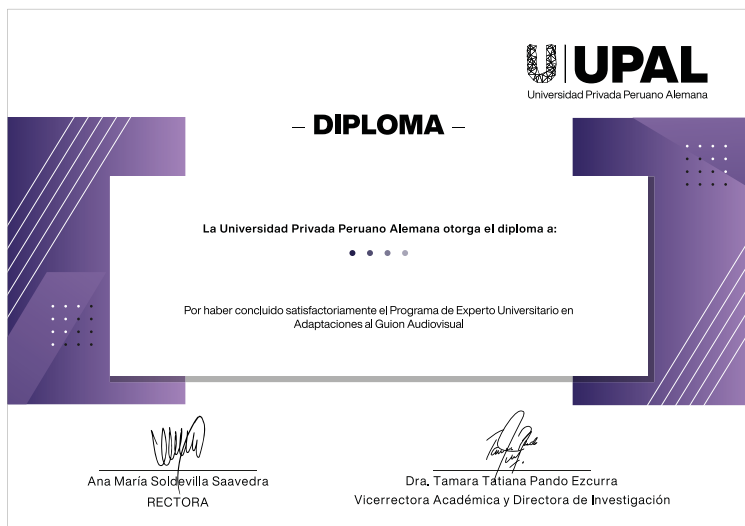 UPAL
Universidad Privada Peruano Alemana
– DIPLOMA –
La Universidad Privada Peruano Alemana otorga el diploma a:
Por haber concluido satisfactoriamente el Programa de Experto Universitario en
Adaptaciones al Guion Audiovisual
Ana María Soldevilla Saavedra
RECTORA
Dra. Tamara Tatiana Pando Ezcurra
Vicerrectora Académica y Directora de Investigación